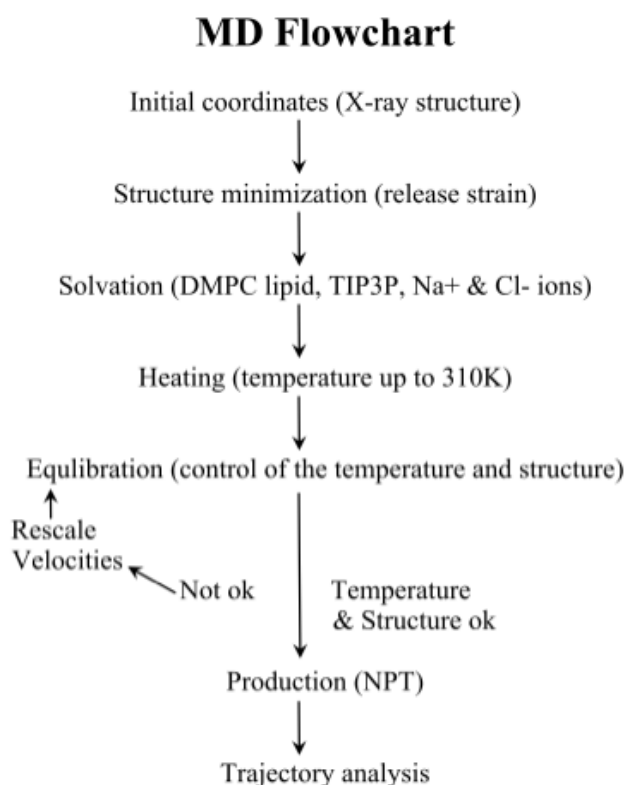 MD Flowchart
Initial coordinates (X-ray structure)
Structure minimization (release strain)
Solvation (DMPC lipid, TIP3P, Na+ & Cl- ions)
Heating (temperature up to 310K)
Equlibration (control of the temperature and structure)
Rescale
Velocities
Not ok
Temperature
& Structure ok
Production (NPT)
Trajectory analysis